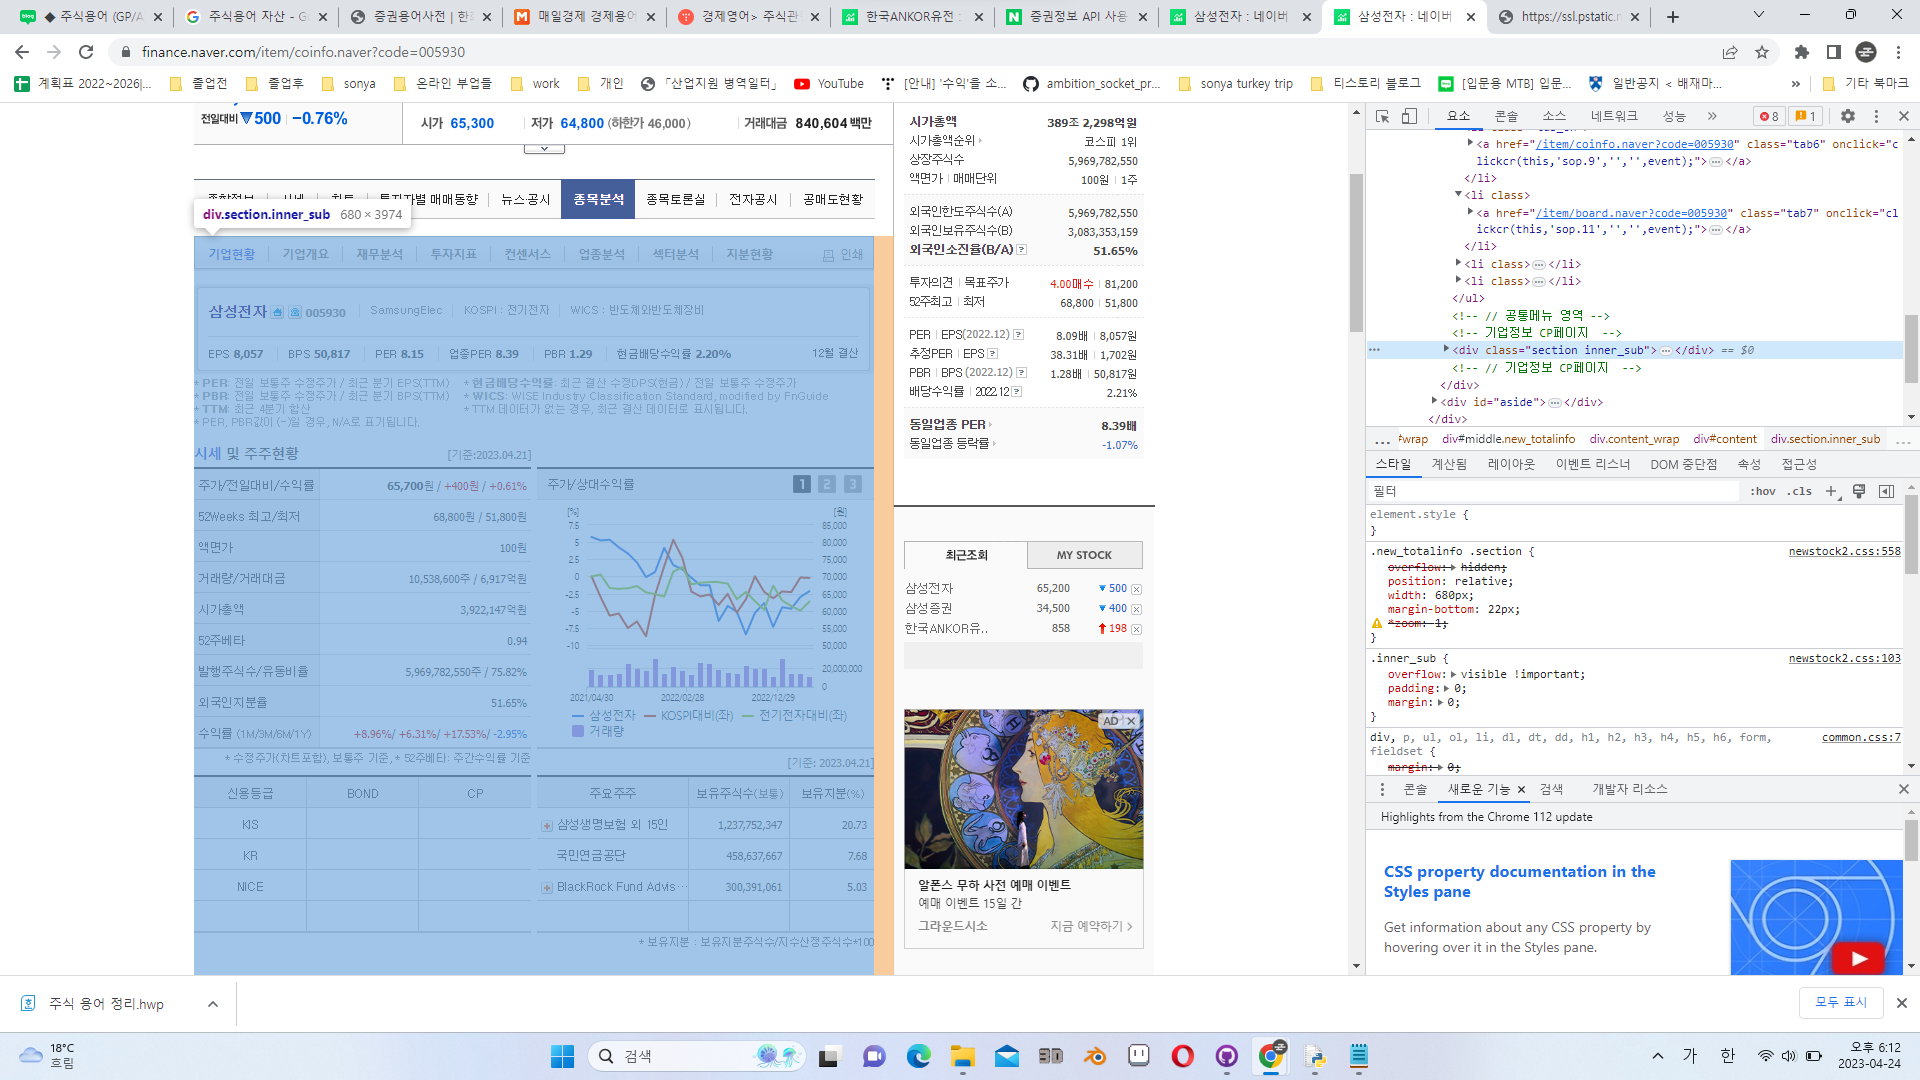 ◆ 주식용어 (GP/A
주식용어 자산 - G
증권용어사전 | 한
매일경제 경제용어
경제영어> 주식관
한국ANKOR유전 :
증권정보 API 사용
삼성전자 : 네이버
삼성전자 : 네이버
https://ssl.pstatic.n
finance.naver.com/item/coinfo.naver?code=005930
계획표 2022~2026|...
졸업전
졸업후
sonya
온라인 부업들
work
개인
「산업지원 병역일터」
YouTube
[안내] '수익'을 소...
ambition_socket_pr...
sonya turkey trip
티스토리 블로그
[입문용 MTB] 입문...
일반공지 < 배재마...
»
기타 북마크
전일대비 ▼500 | −0.76%
시가 65,300
저가 64,800 (하한가 46,000)
거래대금 840,604 백만
뉴스·공시
종목분석
종목토론실
전자공시
공매도현황
div.section.inner_sub 680 × 3974
기업현황
기업개요
재무분석
투자지표
컨센서스
업종분석
섹터분석
지분현황
인쇄
삼성전자 005930
SamsungElec
KOSPI : 전기전자
WICS : 반도체와반도체장비
EPS 8,057
BPS 50,817
PER 8.15
업종PER 8.39
PBR 1.29
현금배당수익률 2.20%
12월 결산
* PER: 전일 보통주 수정주가 / 최근 분기 EPS(TTM)
* PBR: 전일 보통주 수정주가 / 최근 분기 BPS(TTM)
* TTM: 최근 4분기 합산
* PER, PBR값이 (-)일 경우, N/A로 표기됩니다.
* 현금배당수익률: 최근 결산 수정DPS(현금) / 전일 보통주 수정주가
* WICS: WISE Industry Classification Standard, modified by FnGuide
* TTM 데이터가 없는 경우, 최근 결산 데이터로 표시됩니다.
시세 및 주주현황
[기준:2023.04.21]
주가/전일대비/수익률 65,700원 / +400원 / +0.61%
52Weeks 최고/최저 68,800원 / 51,800원
액면가 100원
거래량/거래대금 10,538,600주 / 6,917억원
시가총액 3,922,147억원
52주베타 0.94
발행주식수/유동비율 5,969,782,550주 / 75.82%
외국인지분율 51.65%
수익률 (1M/3M/6M/1Y) +8.96%/ +6.31%/ +17.53%/ -2.95%
* 수정주가(차트포함), 보통주 기준, * 52주베타: 주간수익률 기준
주가/상대수익률
1 2 3
[%]
7.5
5
2.5
0
-2.5
-5
-7.5
-10
[원]
85,000
80,000
75,000
70,000
65,000
60,000
55,000
50,000
20,000,000
0
2021/04/30
2022/02/28
2022/12/29
삼성전자
KOSPI대비(좌)
전기전자대비(좌)
거래량
[기준: 2023.04.21]
신용등급 BOND CP
KIS
KR
NICE
주요주주 보유주식수(보통) 보유지분(%)
삼성생명보험 외 15인 1,237,752,347 20.73
국민연금공단 458,637,667 7.68
BlackRock Fund Advis··· 300,391,061 5.03
* 보유지분 : 보유지분주식수/지수산정주식수*100
시가총액 389조 2,298억원
시가총액순위 코스피 1위
상장주식수 5,969,782,550
액면가 | 매매단위 100원 | 1주
외국인한도주식수(A) 5,969,782,550
외국인보유주식수(B) 3,083,353,159
외국인소진율(B/A) 51.65%
투자의견 | 목표주가 4.00매수 | 81,200
52주최고 | 최저 68,800 | 51,800
PER | EPS(2022.12) 8.09배 | 8,057원
추정PER | EPS 38.31배 | 1,702원
PBR | BPS (2022.12) 1.28배 | 50,817원
배당수익률 | 2022.12 2.21%
동일업종 PER 8.39배
동일업종 등락률 -1.07%
최근조회
MY STOCK
삼성전자 65,200 ▼ 500
삼성증권 34,500 ▼ 400
한국ANKOR유.. 858 ↑ 198
AD
알폰스 무하 사전 예매 이벤트
예매 이벤트 15일 간
그라운드시소
지금 예약하기 >
요소
콘솔
소스
네트워크
성능
»
8
1
<a href="/item/coinfo.naver?code=005930" class="tab6" onclick="c
lickcr(this,'sop.9','','',event);">…</a>
</li>
<li class>
<a href="/item/board.naver?code=005930" class="tab7" onclick="cl
ickcr(this,'sop.11','','',event);">…</a>
</li>
<li class>…</li>
<li class>…</li>
</ul>
<!-- // 공통메뉴 영역 -->
<!-- 기업정보 CP페이지 -->
<div class="section inner_sub">…</div> == $0
<!-- // 기업정보 CP페이지 -->
</div>
<div id="aside">…</div>
</div>
... #wrap div#middle.new_totalinfo div.content_wrap div#content div.section.inner_sub ...
스타일
계산됨
레이아웃
이벤트 리스너
DOM 중단점
속성
접근성
필터
:hov .cls +
element.style {
}
.new_totalinfo .section { newstock2.css:558
overflow: hidden;
position: relative;
width: 680px;
margin-bottom: 22px;
*zoom: 1;
}
.inner_sub { newstock2.css:103
overflow: visible !important;
padding: 0;
margin: 0;
}
div, p, ul, ol, li, dl, dt, dd, h1, h2, h3, h4, h5, h6, form, common.css:7
fieldset {
margin: 0;
콘솔
새로운 기능
검색
개발자 리소스
Highlights from the Chrome 112 update
CSS property documentation in the
Styles pane
Get information about any CSS property by
hovering over it in the Styles pane.
주식 용어 정리.hwp
모두 표시
18°C
흐림
검색
가
한
오후 6:12
2023-04-24